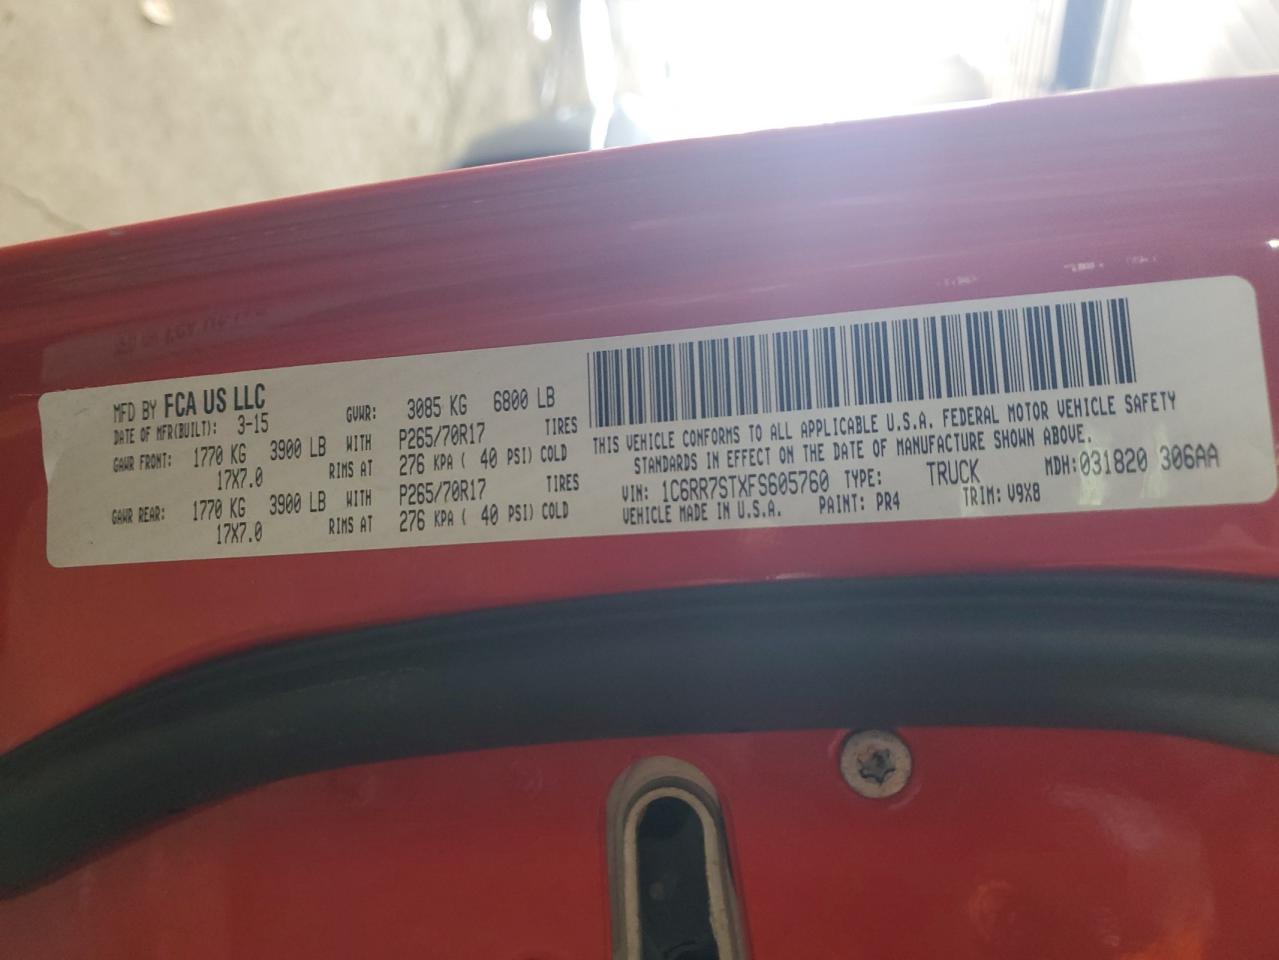 MFD BY FCA US LLC
DATE OF MFR(BUILT): 3-15 GVWR: 3085 KG 6800 LB
GAWR FRONT: 1770 KG 3900 LB WITH P265/70R17 TIRES
17X7.0 RIMS AT 276 KPA ( 40 PSI) COLD
GAWR REAR: 1770 KG 3900 LB WITH P265/70R17 TIRES
17X7.0 RIMS AT 276 KPA ( 40 PSI) COLD
THIS VEHICLE CONFORMS TO ALL APPLICABLE U.S.A. FEDERAL MOTOR VEHICLE SAFETY
STANDARDS IN EFFECT ON THE DATE OF MANUFACTURE SHOWN ABOVE.
VIN: 1C6RR7STXFS605760 TYPE: TRUCK MDH:031820 306AA
VEHICLE MADE IN U.S.A. PAINT: PR4 TRIM: V9X8